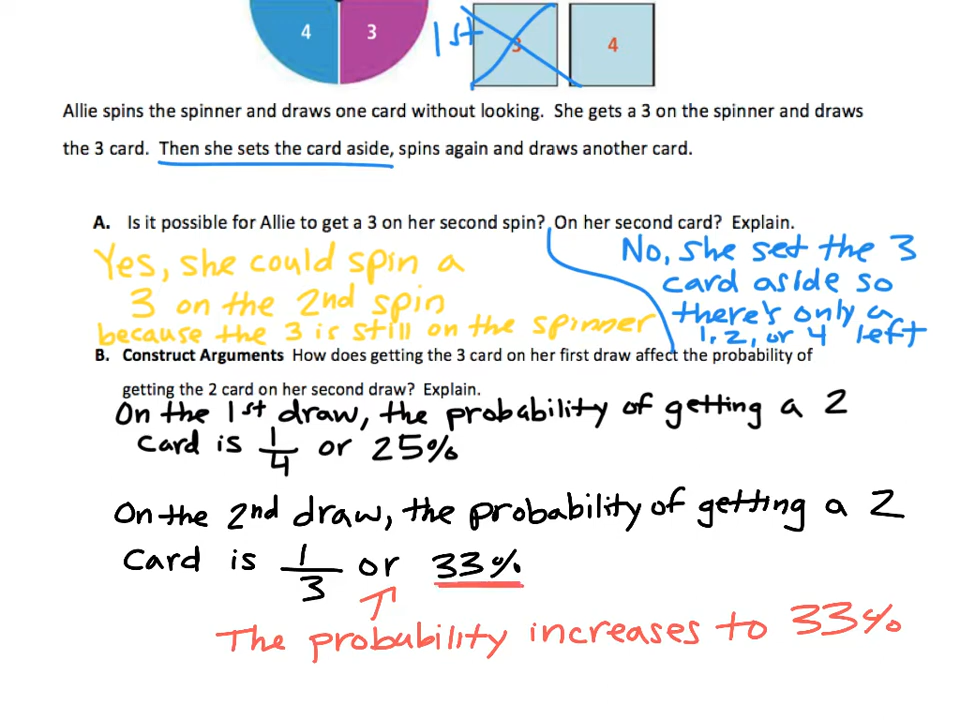 4 3
1st 3 4
Allie spins the spinner and draws one card without looking. She gets a 3 on the spinner and draws
the 3 card. Then she sets the card aside, spins again and draws another card.
A. Is it possible for Allie to get a 3 on her second spin? On her second card? Explain.
Yes, she could spin a
3 on the 2nd spin
because the 3 is still on the spinner
No, she set the 3
card aside so
there's only a
1, 2, or 4 left
B. Construct Arguments How does getting the 3 card on her first draw affect the probability of
getting the 2 card on her second draw? Explain.
On the 1st draw, the probability of getting a 2
card is 1/4 or 25%
On the 2nd draw, the probability of getting a 2
Card is 1/3 or 33%
The probability increases to 33%